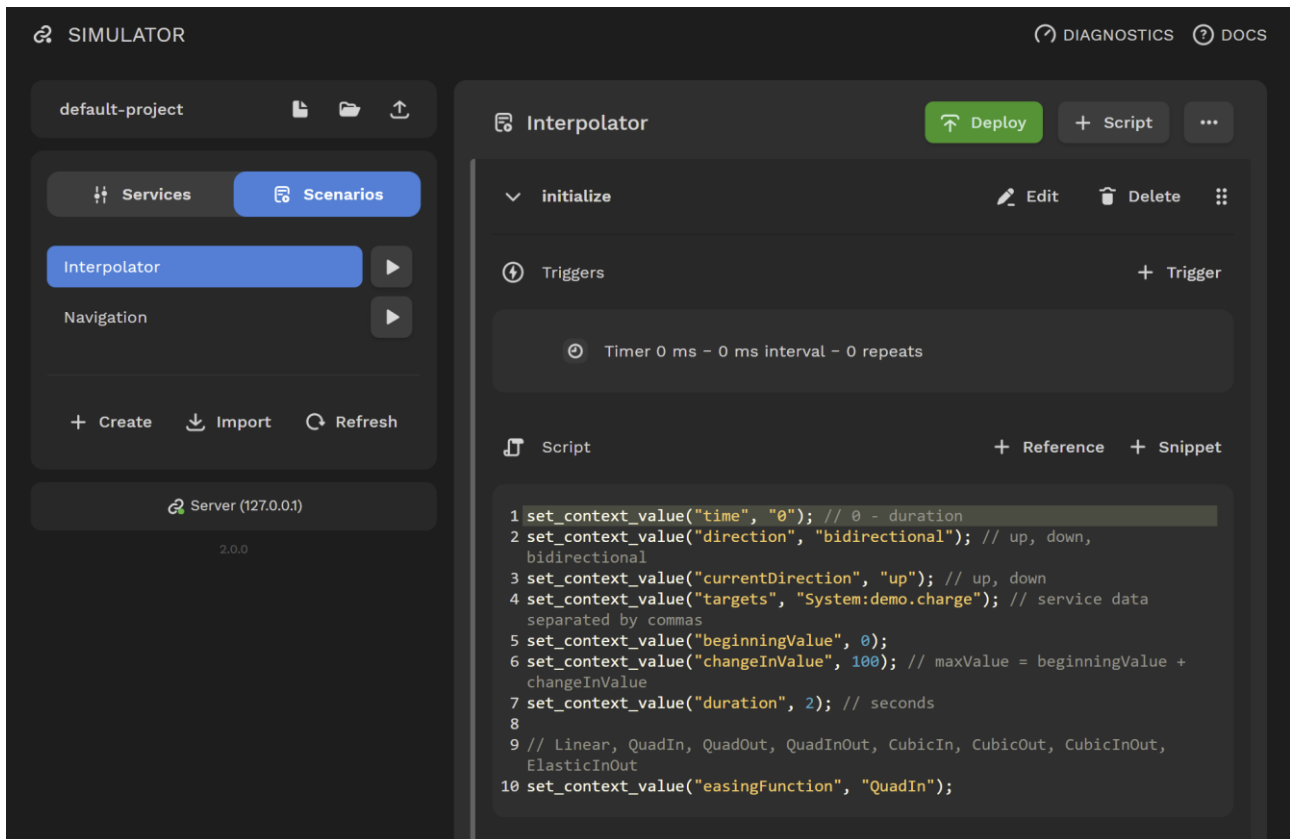 SIMULATOR
DIAGNOSTICS
DOCS
default-project
Services
Scenarios
Interpolator
Navigation
+ Create
Import
Refresh
Server (127.0.0.1)
2.0.0
Interpolator
Deploy
+ Script
...
initialize
Edit
Delete
Triggers
+ Trigger
Timer 0 ms – 0 ms interval – 0 repeats
Script
+ Reference
+ Snippet
1 set_context_value("time", "0"); // 0 - duration
2 set_context_value("direction", "bidirectional"); // up, down,
bidirectional
3 set_context_value("currentDirection", "up"); // up, down
4 set_context_value("targets", "System:demo.charge"); // service data
separated by commas
5 set_context_value("beginningValue", 0);
6 set_context_value("changeInValue", 100); // maxValue = beginningValue +
changeInValue
7 set_context_value("duration", 2); // seconds
8
9 // Linear, QuadIn, QuadOut, QuadInOut, CubicIn, CubicOut, CubicInOut,
ElasticInOut
10 set_context_value("easingFunction", "QuadIn");